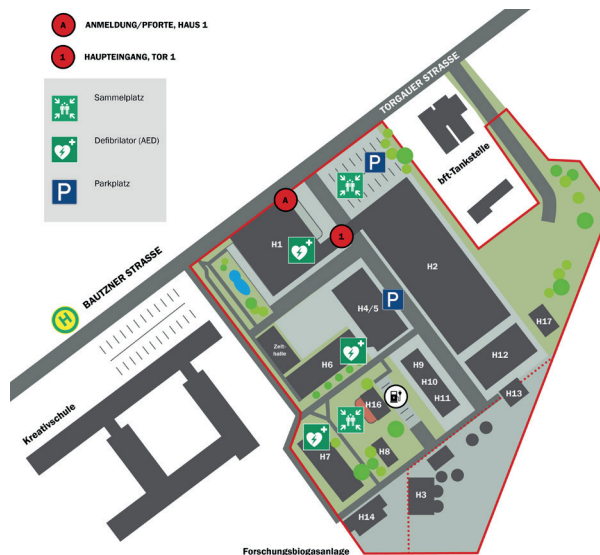 A ANMELDUNG/PFORTE, HAUS 1
1 HAUPTEINGANG, TOR 1
Sammelplatz
Defibrilator (AED)
P Parkplatz
TORGAUER STRASSE
bft-Tankstelle
P
A
1
H1
H2
BAUTZNER STRASSE
H
H4/5
P
H17
Zelt-
halle
H6
H9
H12
H10
H11
H13
H16
Kreativschule
H7
H8
H3
H14
Forschungsbiogasanlage